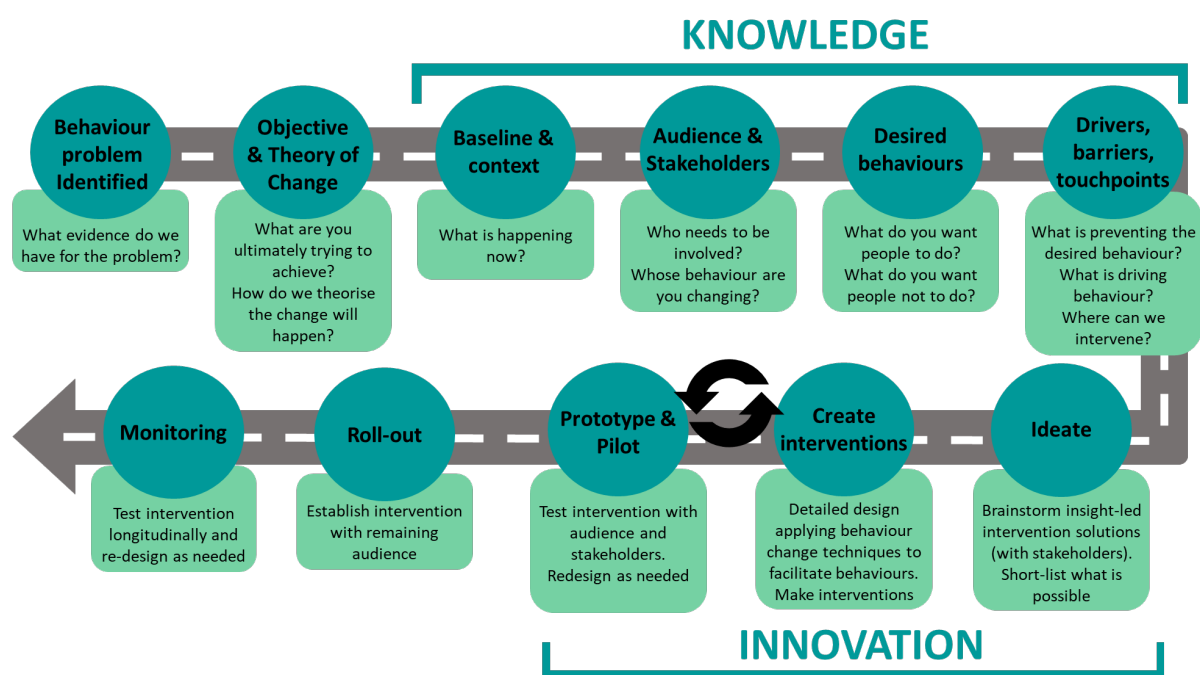 KNOWLEDGE
Behaviour
problem
Identified
What evidence do we
have for the problem?
Objective
& Theory of
Change
What are you
ultimately trying to
achieve?
How do we theorise
the change will
happen?
Baseline &
context
What is happening
now?
Audience &
Stakeholders
Who needs to be
involved?
Whose behaviour are
you changing?
Desired
behaviours
What do you want
people to do?
What do you want
people not to do?
Drivers,
barriers,
touchpoints
What is preventing the
desired behaviour?
What is driving
behaviour?
Where can we
intervene?
Ideate
Brainstorm insight-led
intervention solutions
(with stakeholders).
Short-list what is
possible
Create
interventions
Detailed design
applying behaviour
change techniques to
facilitate behaviours.
Make interventions
Prototype &
Pilot
Test intervention with
audience and
stakeholders.
Redesign as needed
Roll-out
Establish intervention
with remaining
audience
Monitoring
Test intervention
longitudinally and
re-design as needed
INNOVATION